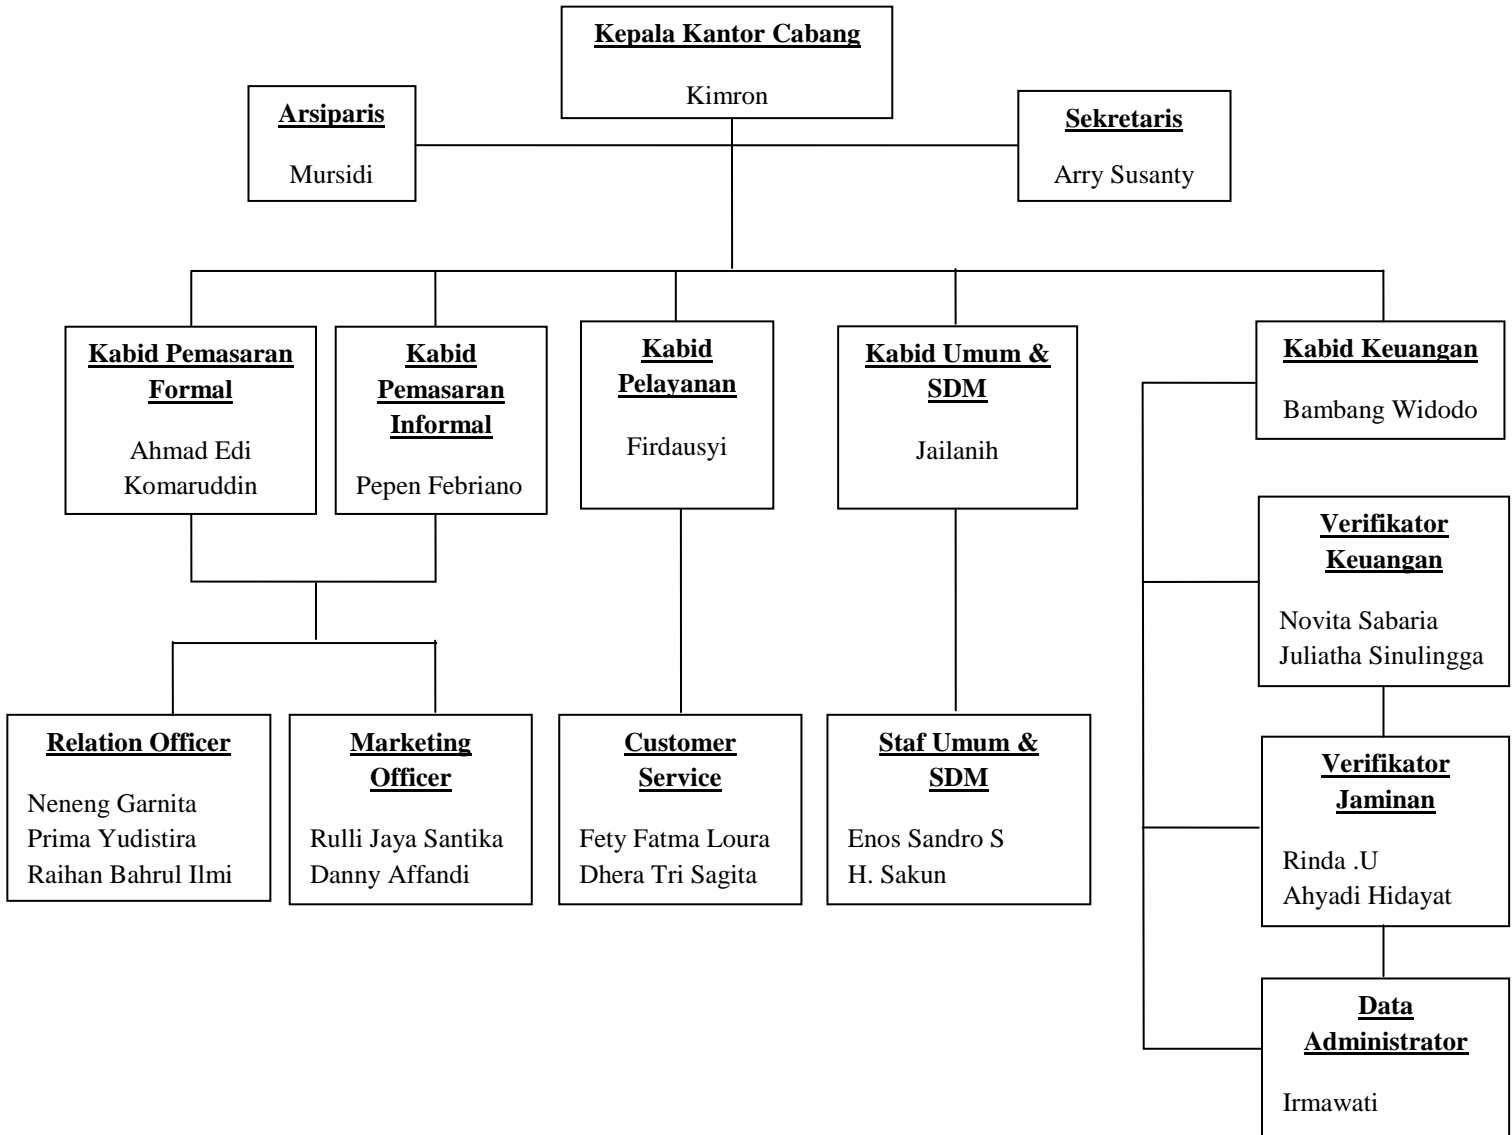 Kepala Kantor Cabang
Kimron
Arsiparis
Mursidi
Sekretaris
Arry Susanty
Kabid Pemasaran
Formal
Ahmad Edi
Komaruddin
Kabid
Pemasaran
Informal
Pepen Febriano
Kabid
Pelayanan
Firdausyi
Kabid Umum &
SDM
Jailanih
Kabid Keuangan
Bambang Widodo
Verifikator
Keuangan
Novita Sabaria
Juliatha Sinulingga
Relation Officer
Neneng Garnita
Prima Yudistira
Raihan Bahrul Ilmi
Marketing
Officer
Rulli Jaya Santika
Danny Affandi
Customer
Service
Fety Fatma Loura
Dhera Tri Sagita
Staf Umum &
SDM
Enos Sandro S
H. Sakun
Verifikator
Jaminan
Rinda .U
Ahyadi Hidayat
Data
Administrator
Irmawati